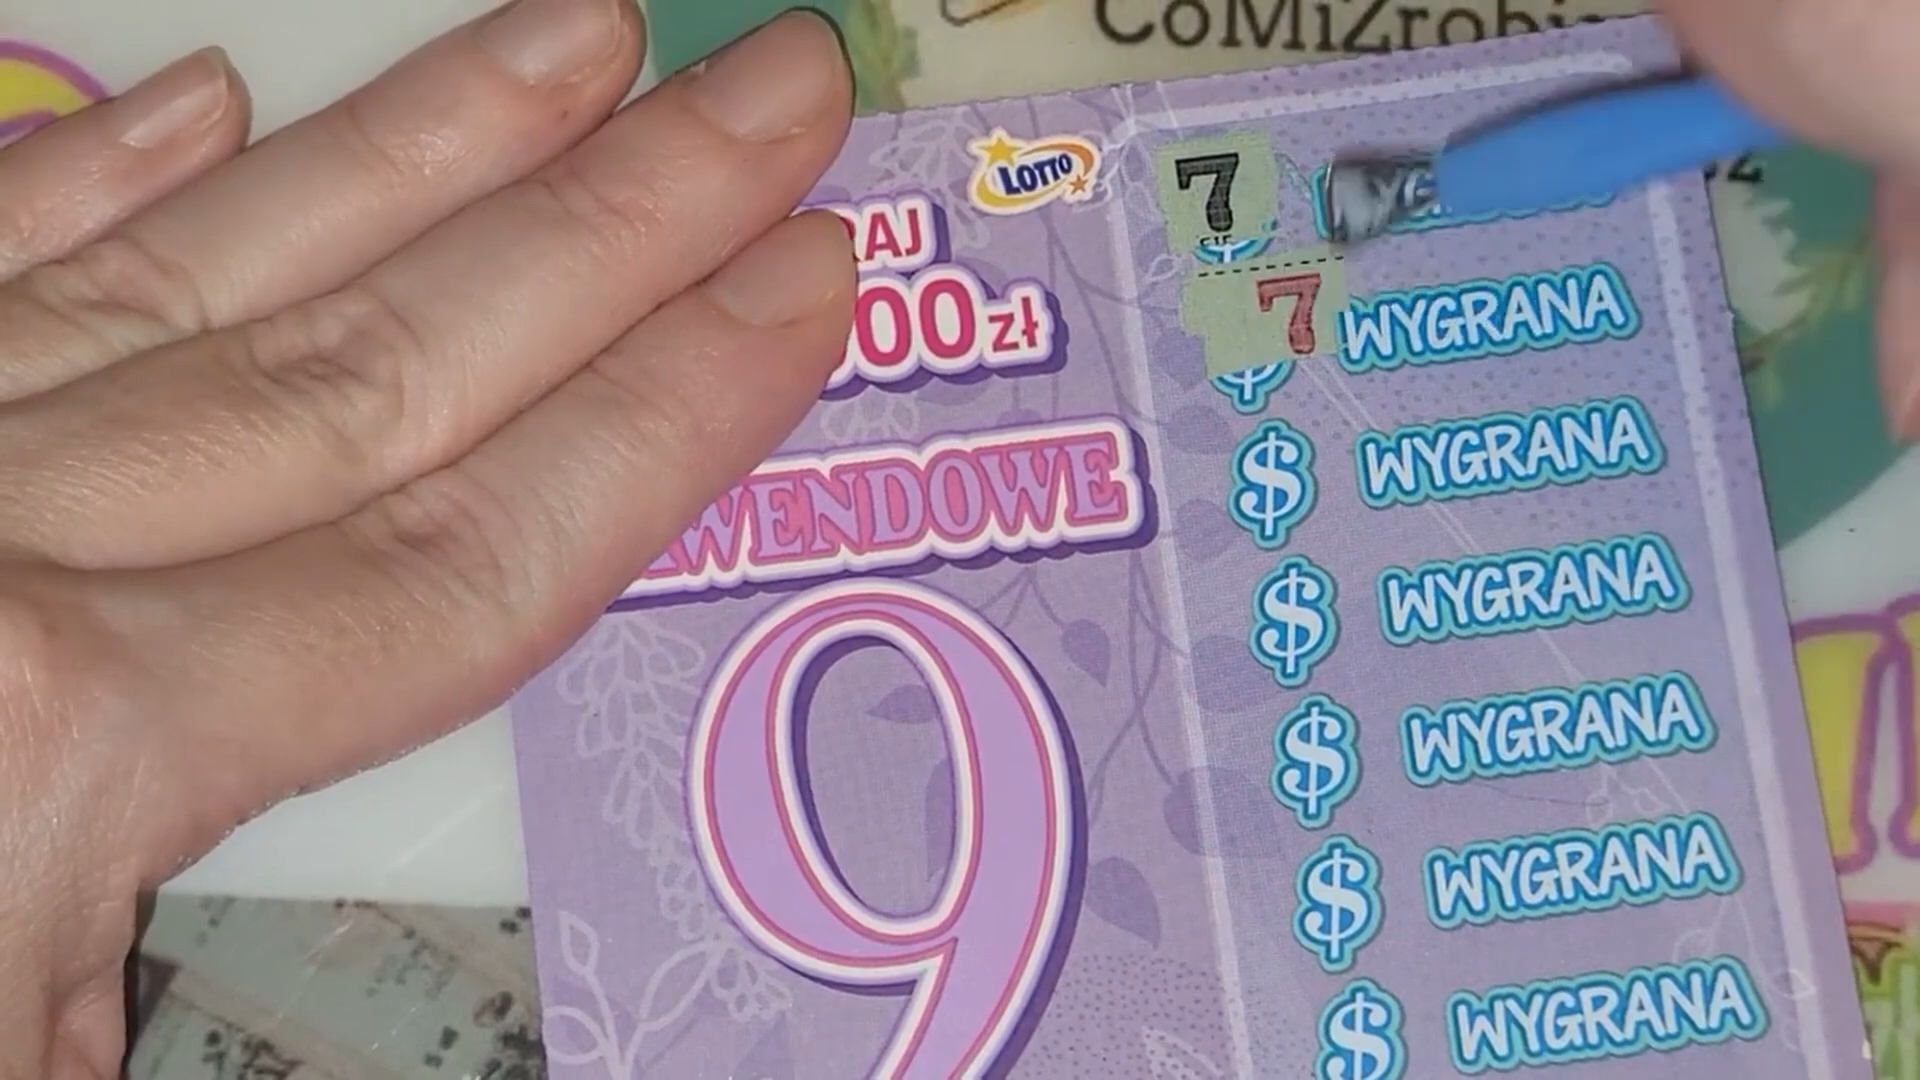 CoMiZrobi
LOTTO
7
RAJ
7
WYGRANA
00 zł
$ WYGRANA
WENDOWE
$ WYGRANA
$ WYGRANA
9
$ WYGRANA
$ WYGRANA